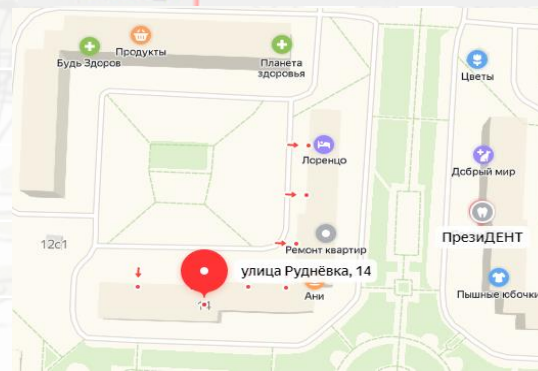 Продукты
Будь Здоров
Планета
здоровья
Цветы
Лоренцо
Добрый мир
12с1
Ремонт квартир
ПрезиДЕНТ
улица Руднёвка, 14
Ани
Пышные юбочки
14